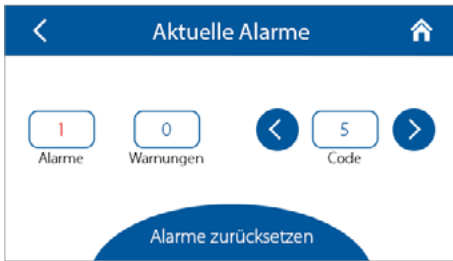 Aktuelle Alarme
1 0 5
Alarme Warnungen Code
Alarme zurücksetzen